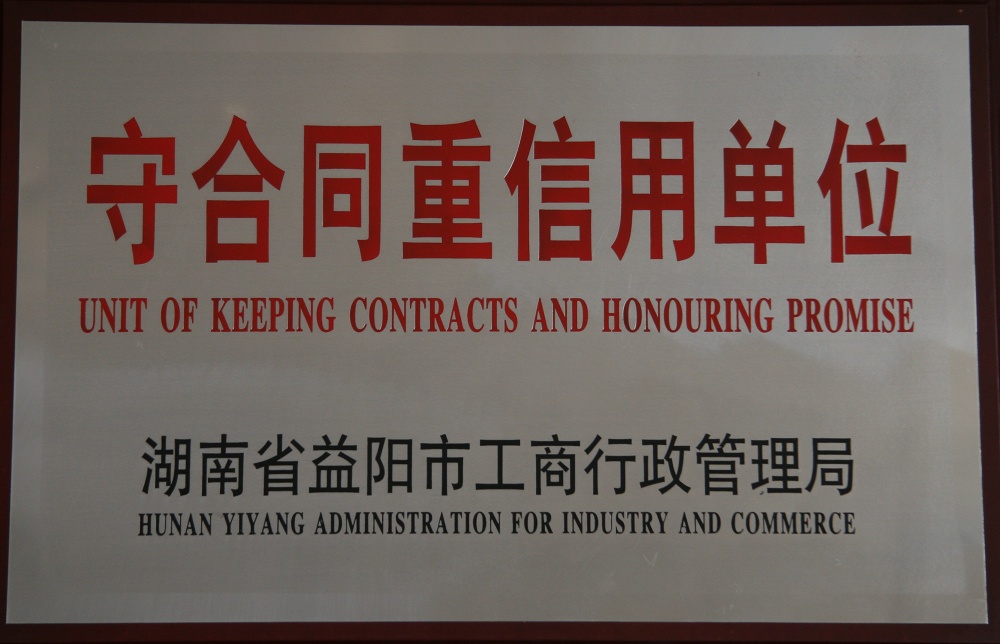 守合同重信用单位
UNIT OF KEEPING CONTRACTS AND HONOURING PROMISE
湖南省益阳市工商行政管理局
HUNAN YIYANG ADMINISTRATION FOR INDUSTRY AND COMMERCE